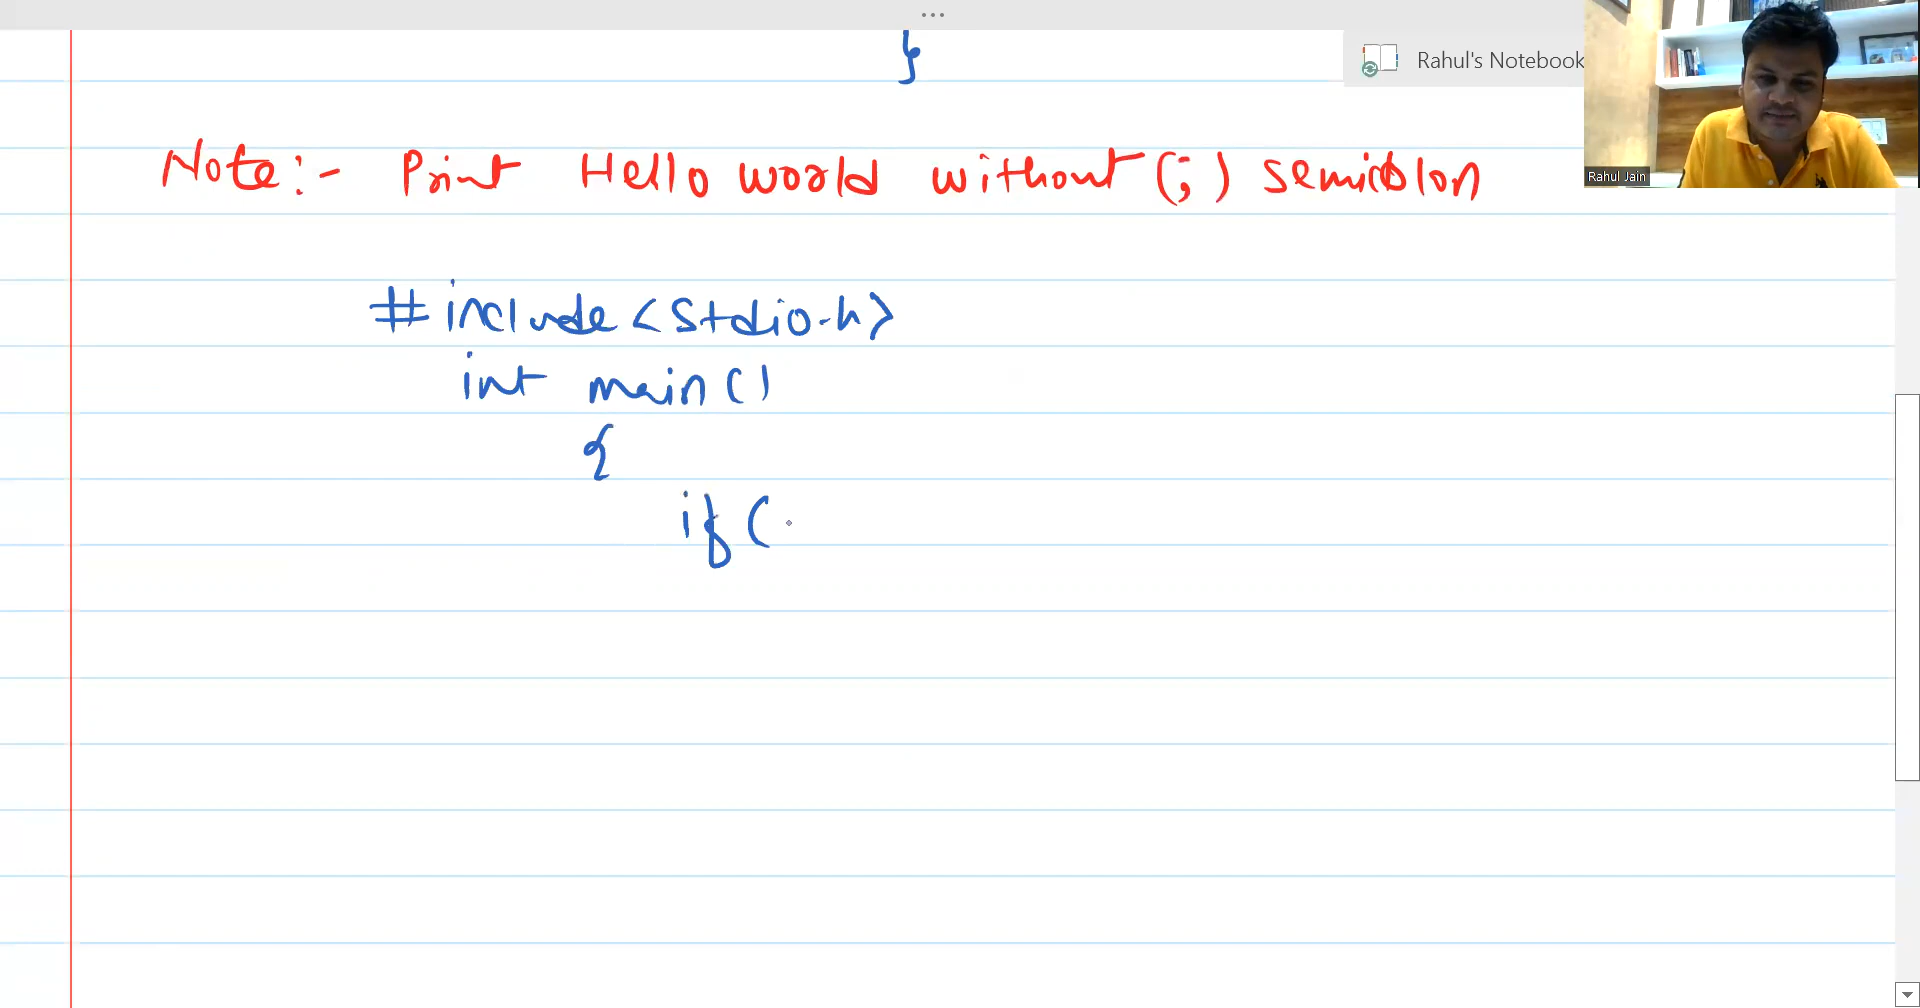 ...
}
Rahul's Notebook
Rahul Jain
Note:- Print Hello world without (;) semicolon
#include<stdio.h>
int main()
{
if (